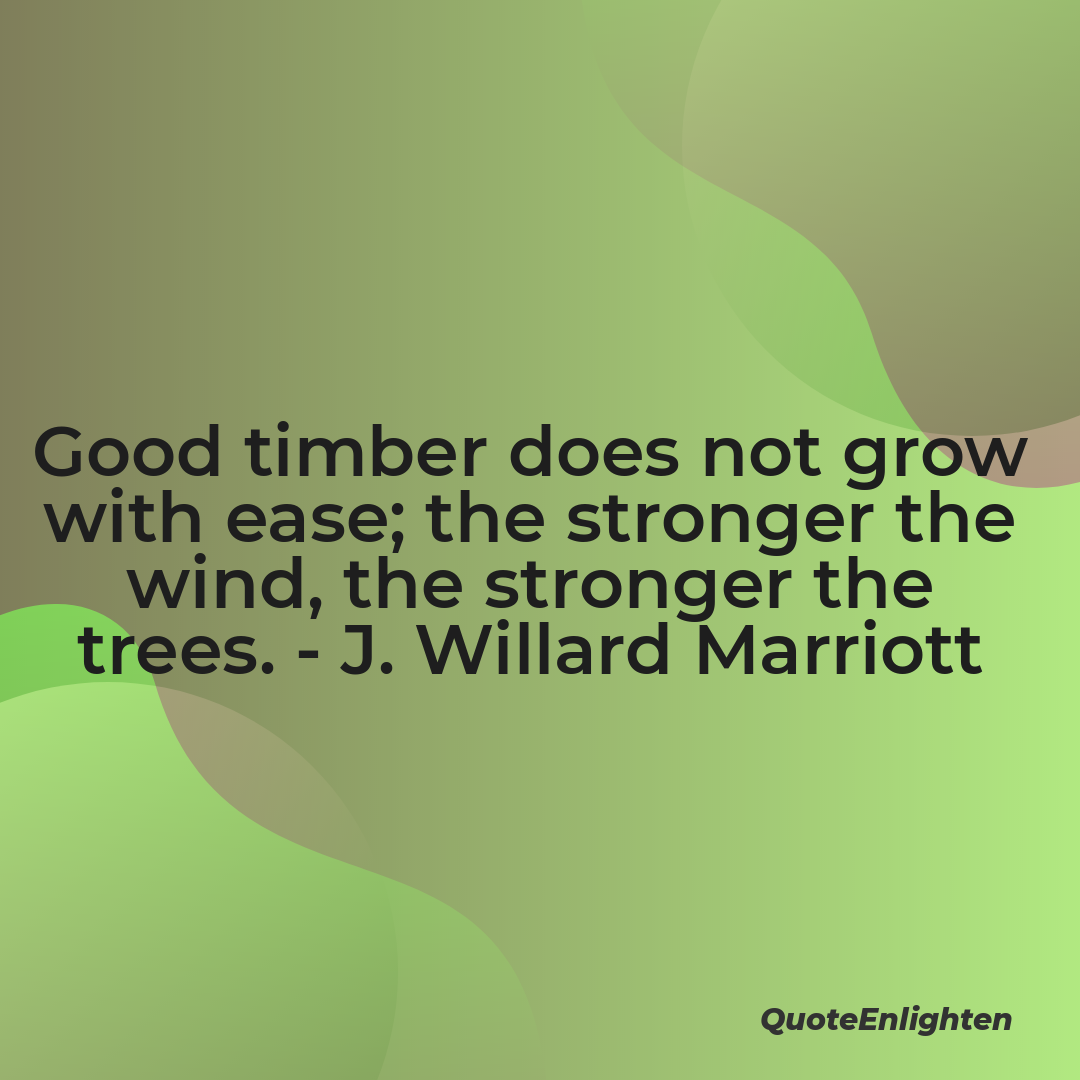 Good timber does not grow
with ease; the stronger the
wind, the stronger the
trees. - J. Willard Marriott
QuoteEnlighten